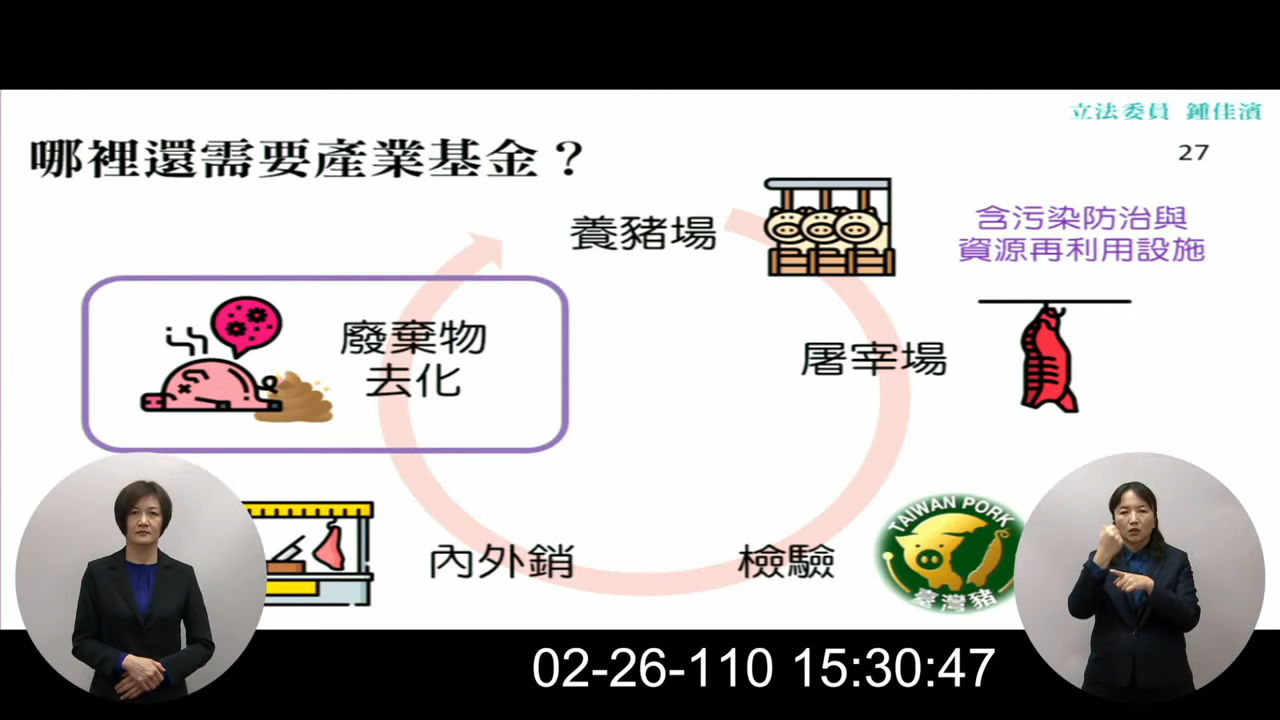 立法委員 鍾佳濱
27
哪裡還需要產業基金？
養豬場
含污染防治與
資源再利用設施
廢棄物
去化
屠宰場
內外銷
檢驗
TAIWAN PORK
臺灣豬
02-26-110 15:30:47